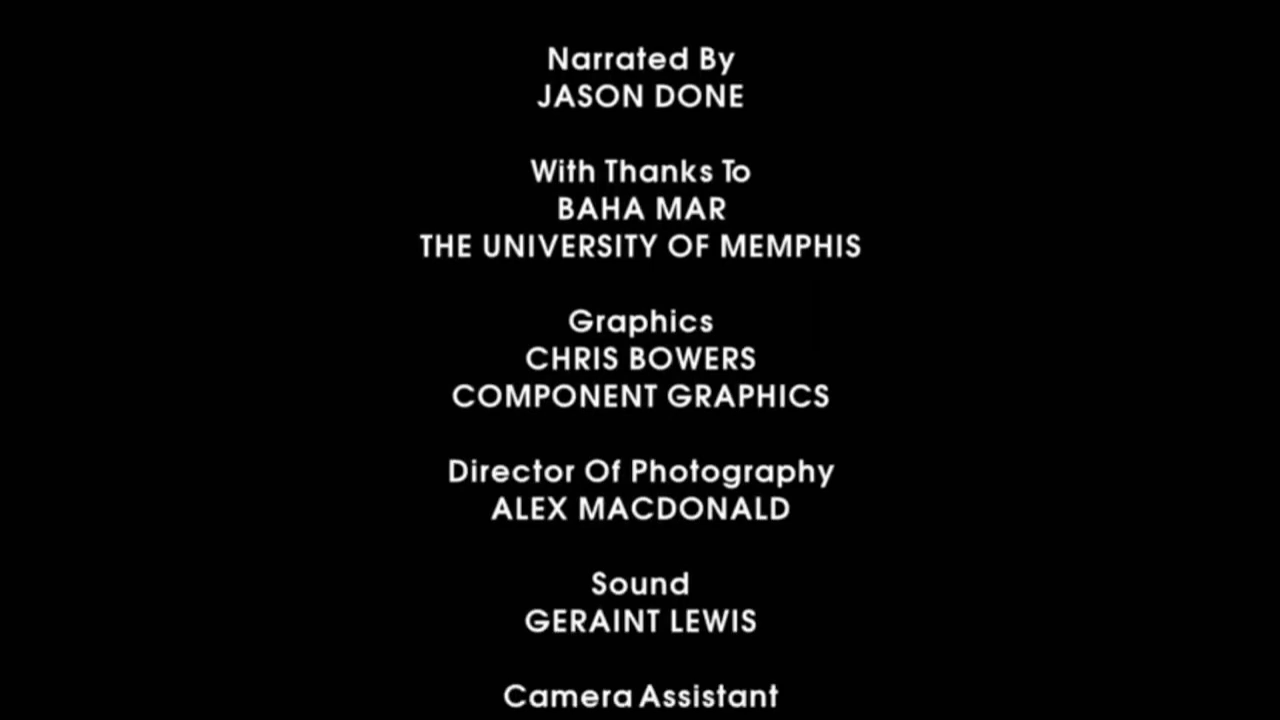 Narrated By
JASON DONE
With Thanks To
BAHA MAR
THE UNIVERSITY OF MEMPHIS
Graphics
CHRIS BOWERS
COMPONENT GRAPHICS
Director Of Photography
ALEX MACDONALD
Sound
GERAINT LEWIS
Camera Assistant